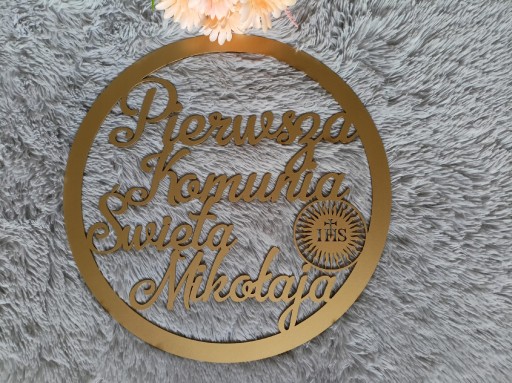 Pierwsza
Komunia
Święta
IHS
Mikołaja